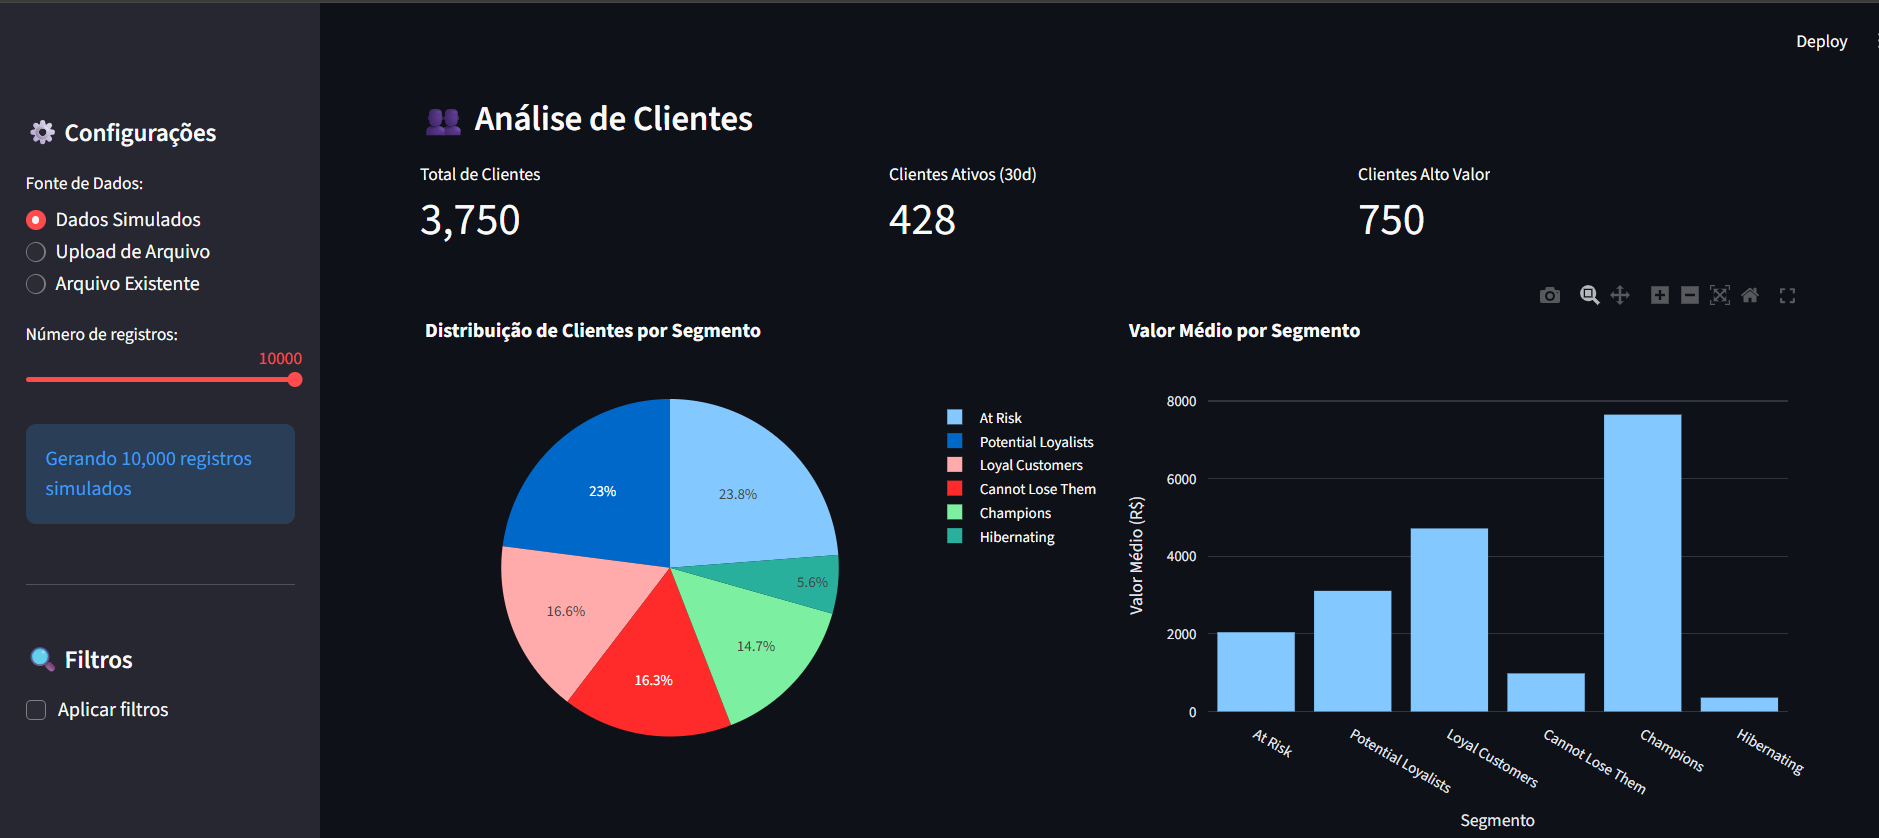 Deploy
Configurações
Fonte de Dados:
Dados Simulados
Upload de Arquivo
Arquivo Existente
Número de registros:
10000
Gerando 10,000 registros
simulados
Filtros
Aplicar filtros
Análise de Clientes
Total de Clientes
3,750
Clientes Ativos (30d)
428
Clientes Alto Valor
750
Distribuição de Clientes por Segmento
23%
23.8%
5.6%
16.6%
14.7%
16.3%
At Risk
Potential Loyalists
Loyal Customers
Cannot Lose Them
Champions
Hibernating
Valor Médio por Segmento
Valor Médio (R$)
8000
6000
4000
2000
0
At Risk
Potential Loyalists
Loyal Customers
Cannot Lose Them
Champions
Hibernating
Segmento